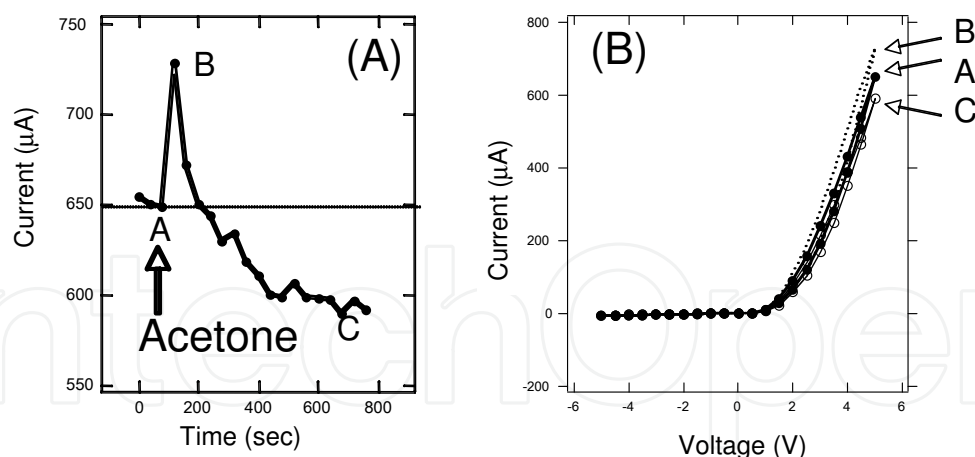 (A)
750
700
650
600
550
Current (μA)
B
A
Acetone
C
0 200 400 600 800
Time (sec)
(B)
800
600
400
200
0
-200
Current (μA)
B
A
C
-6 -4 -2 0 2 4 6
Voltage (V)
ntechOpe